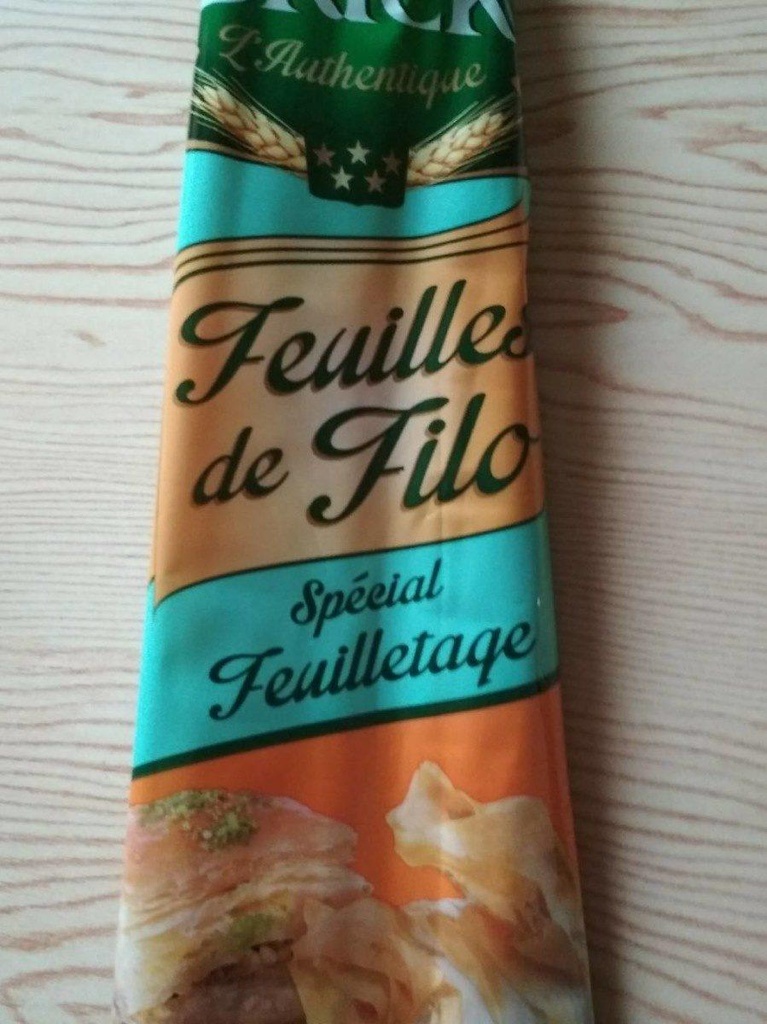 L'Authentique
Feuilles
de Filo
Spécial
Feuilletage